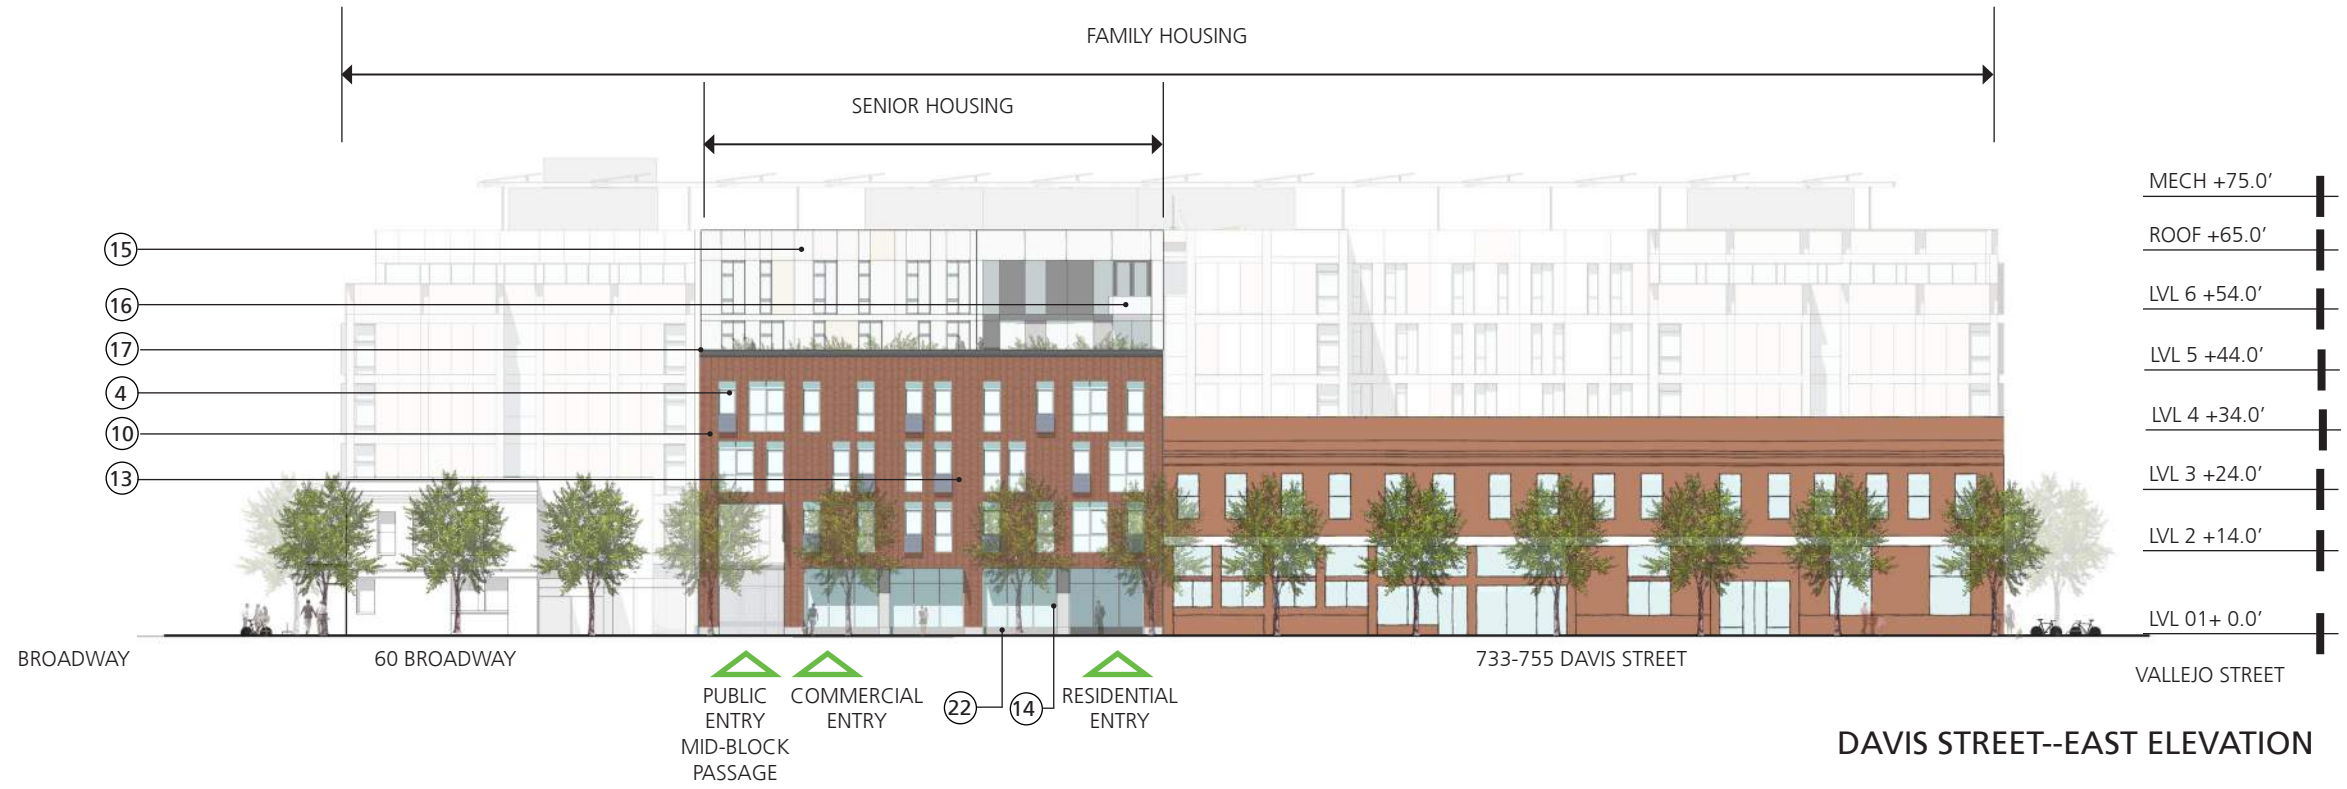 FAMILY HOUSING
SENIOR HOUSING
MECH +75.0’
15
ROOF +65.0’
16
LVL 6 +54.0’
17
LVL 5 +44.0’
4
LVL 4 +34.0’
10
13
LVL 3 +24.0’
LVL 2 +14.0’
LVL 01+ 0.0’
BROADWAY
60 BROADWAY
733-755 DAVIS STREET
VALLEJO STREET
PUBLIC
ENTRY
MID-BLOCK
PASSAGE
COMMERCIAL
ENTRY
22
14
RESIDENTIAL
ENTRY
DAVIS STREET--EAST ELEVATION